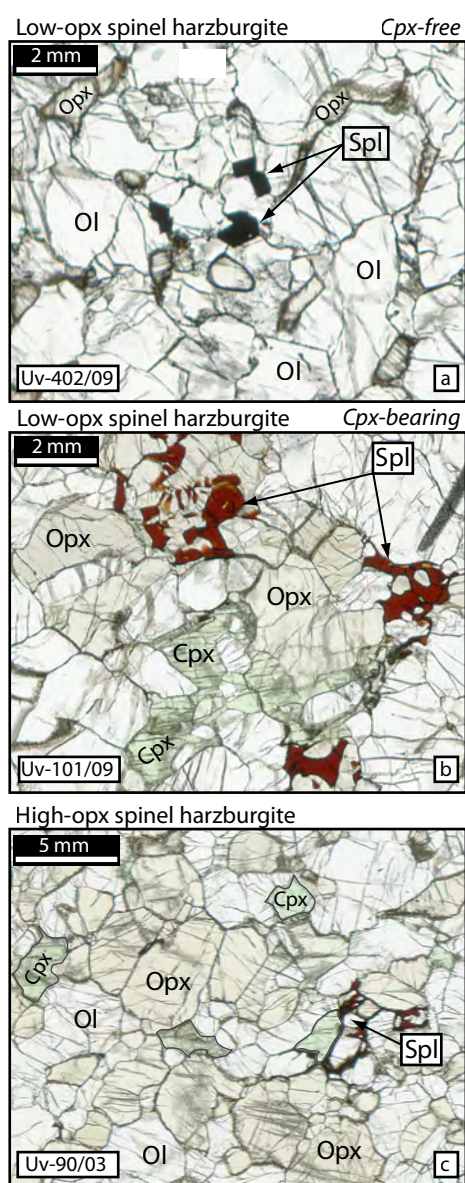 Low-opx spinel harzburgite Cpx-free
2 mm
Opx
Opx
Spl
Ol
Ol
Ol
Uv-402/09
a
Low-opx spinel harzburgite Cpx-bearing
2 mm
Spl
Opx
Opx
Cpx
Cpx
Uv-101/09
b
High-opx spinel harzburgite
5 mm
Cpx
Cpx
Opx
Ol
Spl
Ol
Opx
Uv-90/03
c